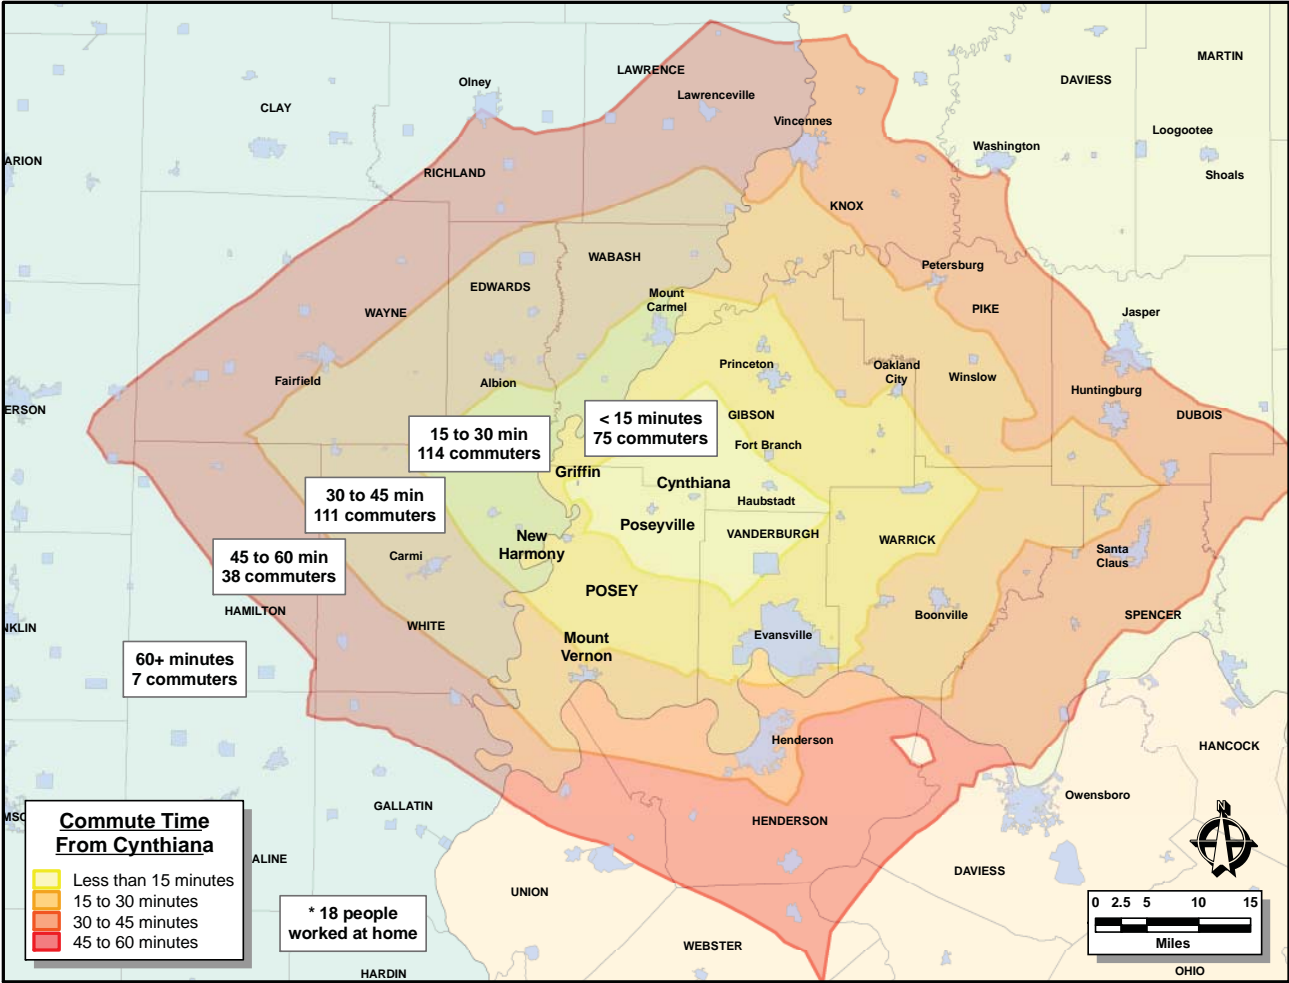 MARTIN
DAVIESS
LAWRENCE
Olney
Lawrenceville
CLAY
Vincennes
Loogootee
Washington
ARION
Shoals
RICHLAND
KNOX
WABASH
Petersburg
EDWARDS
Mount
Carmel
PIKE
WAYNE
Jasper
Princeton
Oakland
City
Winslow
Fairfield
Albion
Huntingburg
ERSON
DUBOIS
< 15 minutes
75 commuters
GIBSON
15 to 30 min
114 commuters
Fort Branch
Griffin
Cynthiana
30 to 45 min
111 commuters
Haubstadt
Poseyville
VANDERBURGH
WARRICK
New
Harmony
45 to 60 min
38 commuters
Carmi
Santa
Claus
POSEY
HAMILTON
WHITE
Boonville
SPENCER
NKLIN
Mount
Vernon
Evansville
60+ minutes
7 commuters
Henderson
HANCOCK
Owensboro
GALLATIN
HENDERSON
MSO
Commute Time
From Cynthiana
Less than 15 minutes
15 to 30 minutes
30 to 45 minutes
45 to 60 minutes
ALINE
DAVIESS
UNION
* 18 people
worked at home
N
0 2.5 5 10 15
Miles
WEBSTER
HARDIN
OHIO